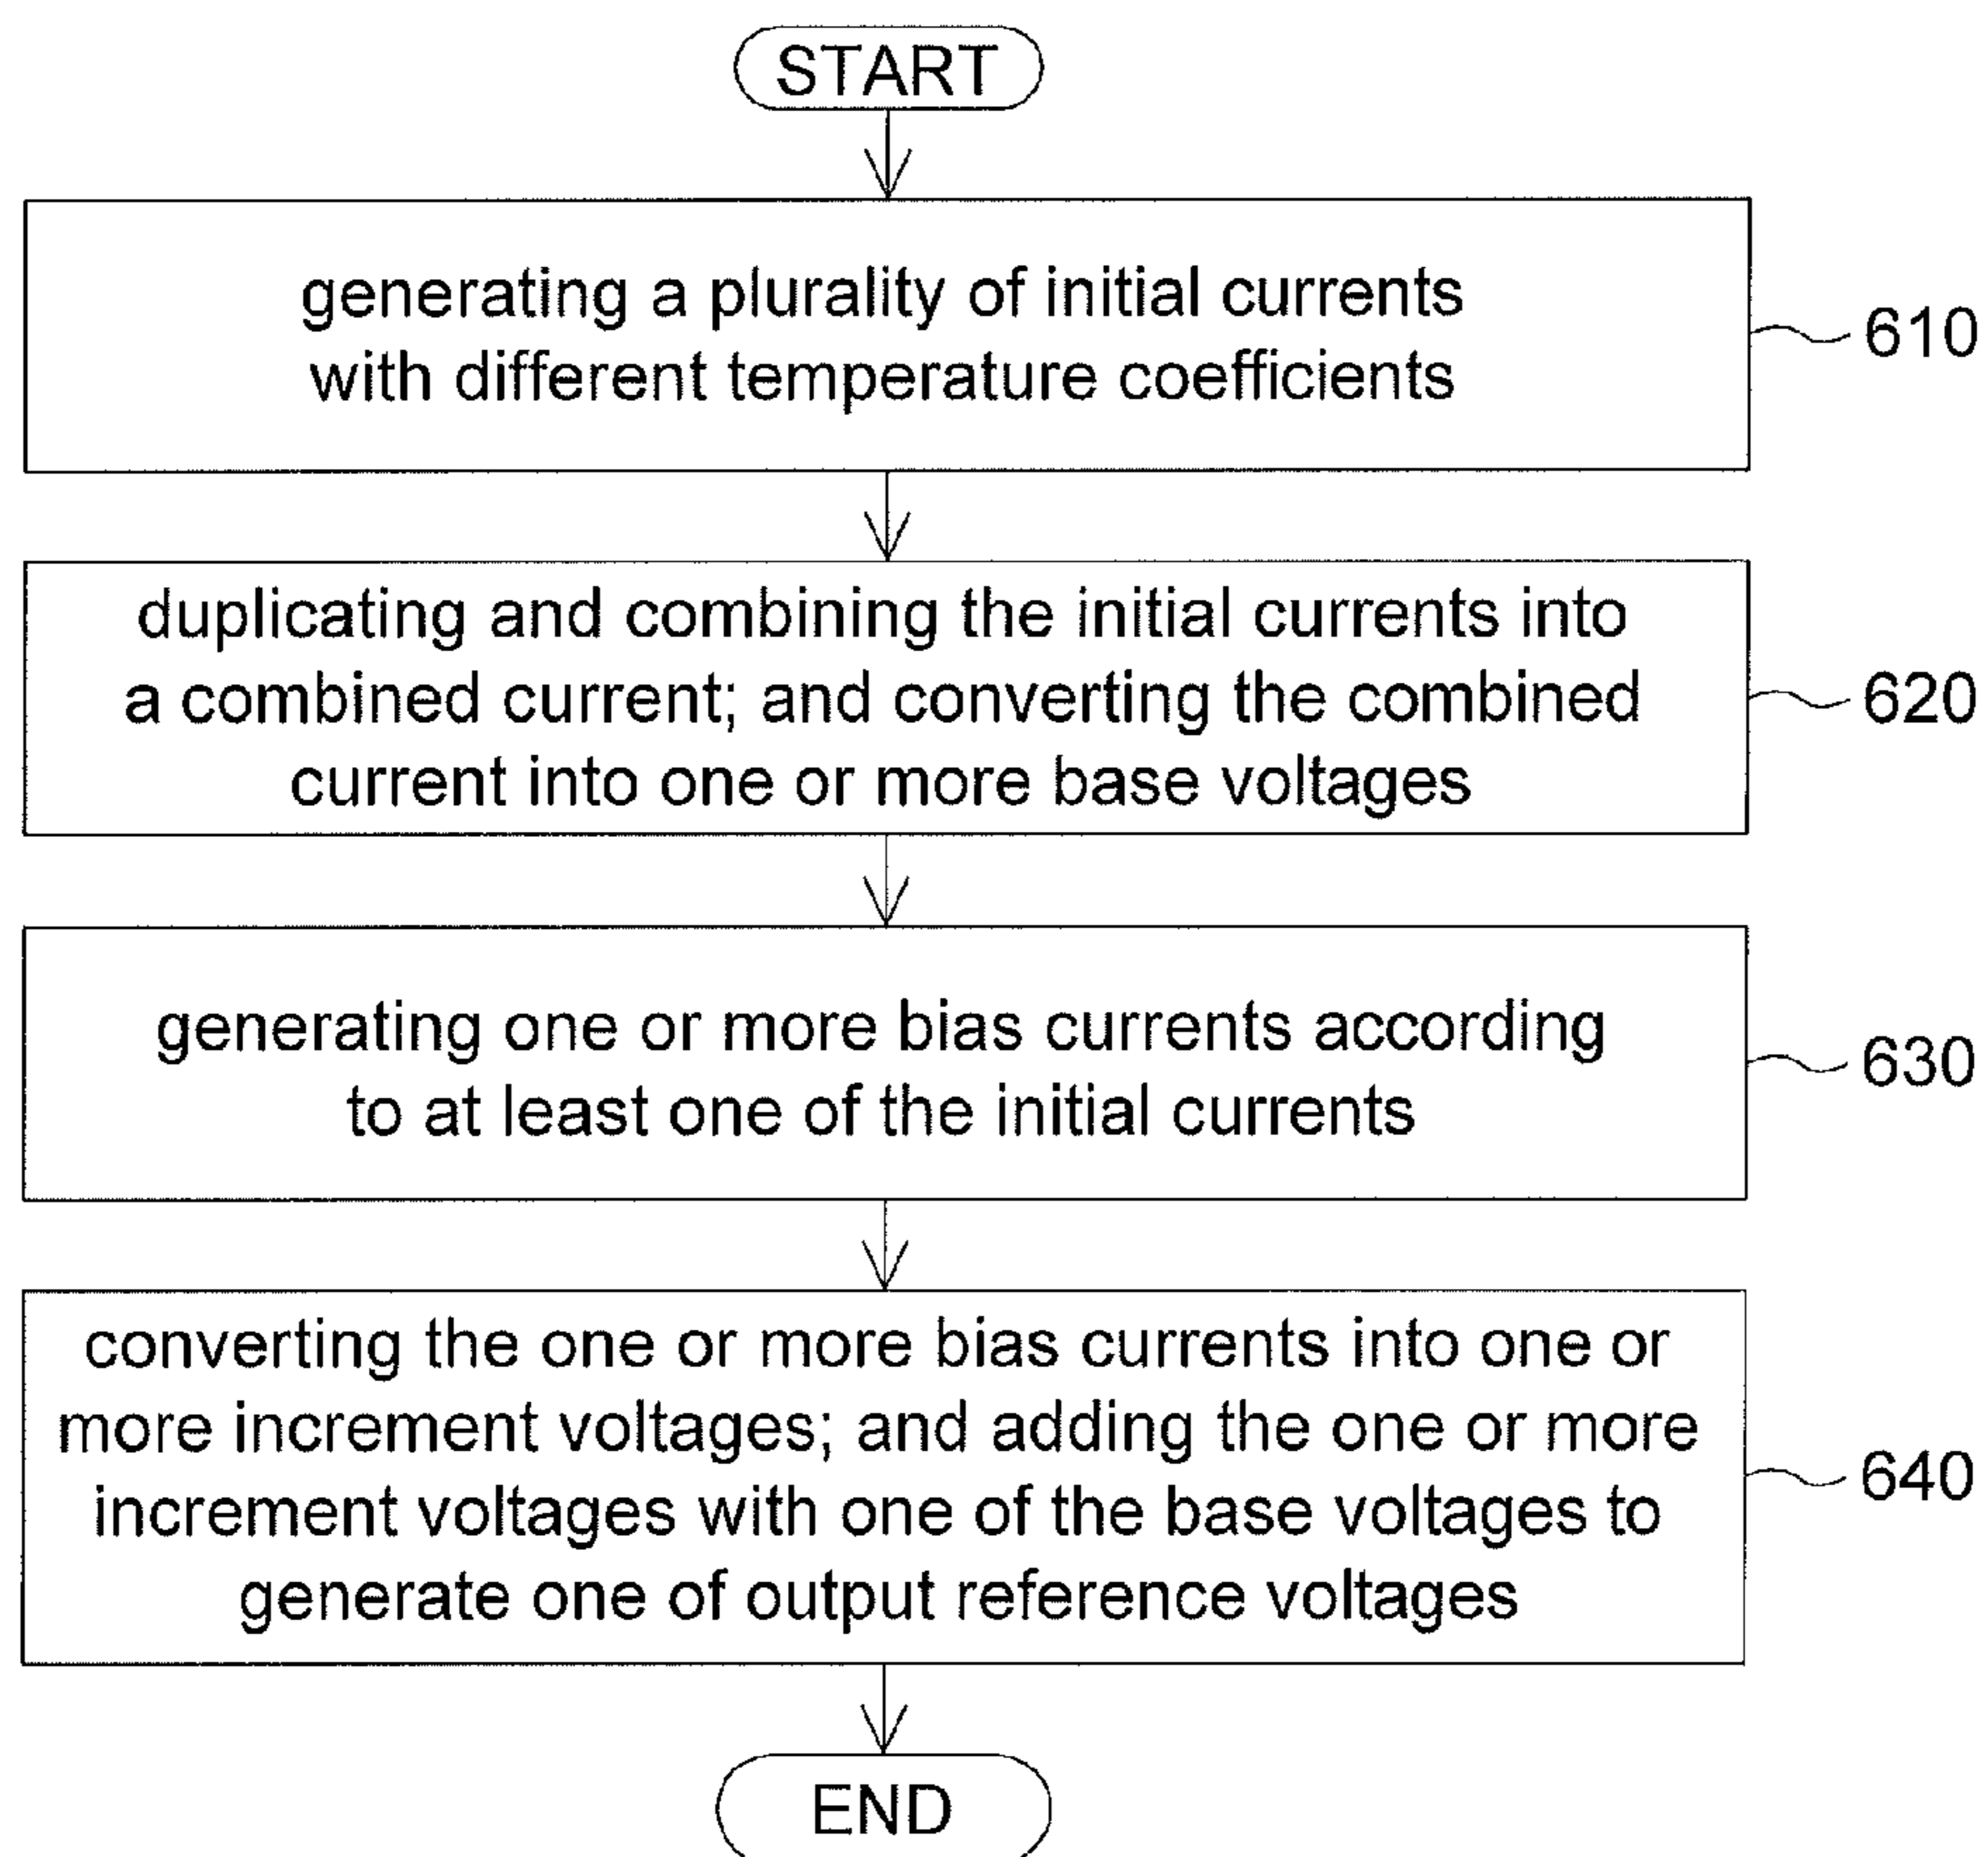 START
generating a plurality of initial currents
with different temperature coefficients
610
duplicating and combining the initial currents into
a combined current; and converting the combined
current into one or more base voltages
620
generating one or more bias currents according
to at least one of the initial currents
630
converting the one or more bias currents into one or
more increment voltages; and adding the one or more
increment voltages with one of the base voltages to
generate one of output reference voltages
640
END